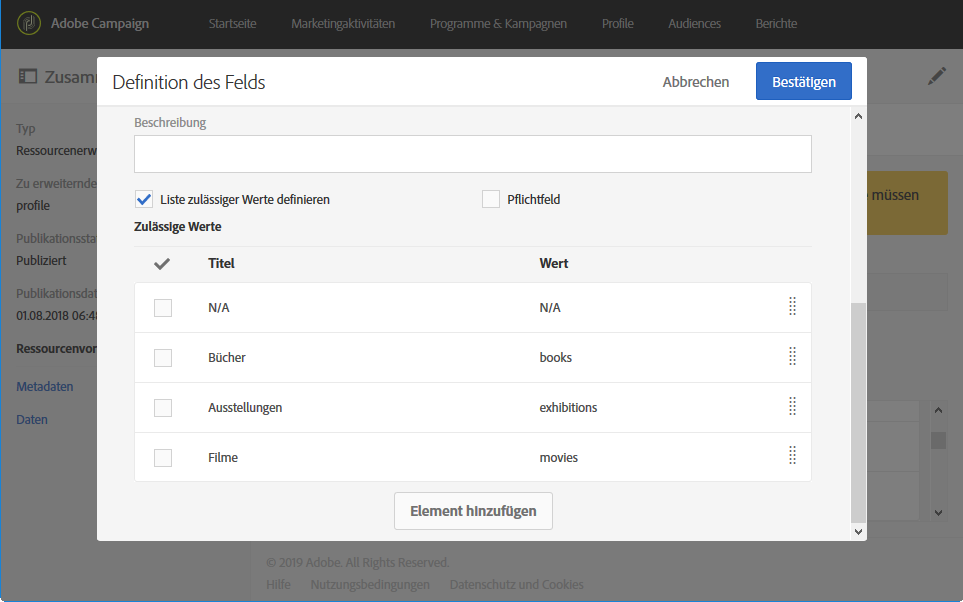 Adobe Campaign Startseite Marketingaktivitäten Programme & Kampagnen Profile Audiences Berichte
Zusam
Definition des Felds Abbrechen Bestätigen
Typ
Ressourcenerw
Zu erweiternde
profile
Publikationssta
Publiziert
Publikationsdat
01.08.2018 06:48
Ressourcenvor
Metadaten
Daten
Beschreibung
Liste zulässiger Werte definieren Pflichtfeld
Zulässige Werte
Titel Wert
N/A N/A
Bücher books
Ausstellungen exhibitions
Filme movies
Element hinzufügen
müssen
© 2019 Adobe. All Rights Reserved.
Hilfe Nutzungsbedingungen Datenschutz und Cookies